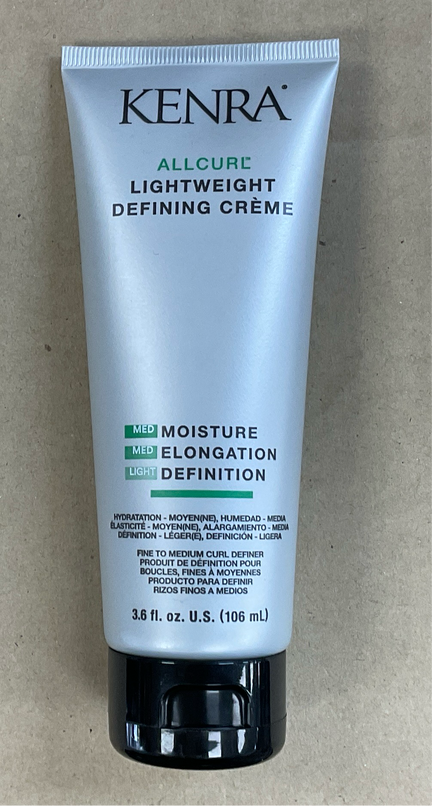 KENRA
ALLCURL™
LIGHTWEIGHT
DEFINING CRÈME
MED MOISTURE
MED ELONGATION
LIGHT DEFINITION
HYDRATATION - MOYEN(NE), HUMEDAD - MEDIA
ÉLASTICITÉ - MOYEN(NE), ALARGAMIENTO - MEDIA
DÉFINITION - LÉGER(E), DEFINICIÓN - LIGERA
FINE TO MEDIUM CURL DEFINER
PRODUIT DE DÉFINITION POUR
BOUCLES, FINES À MOYENNES
PRODUCTO PARA DEFINIR
RIZOS FINOS A MEDIOS
3.6 fl. oz. U.S. (106 mL)